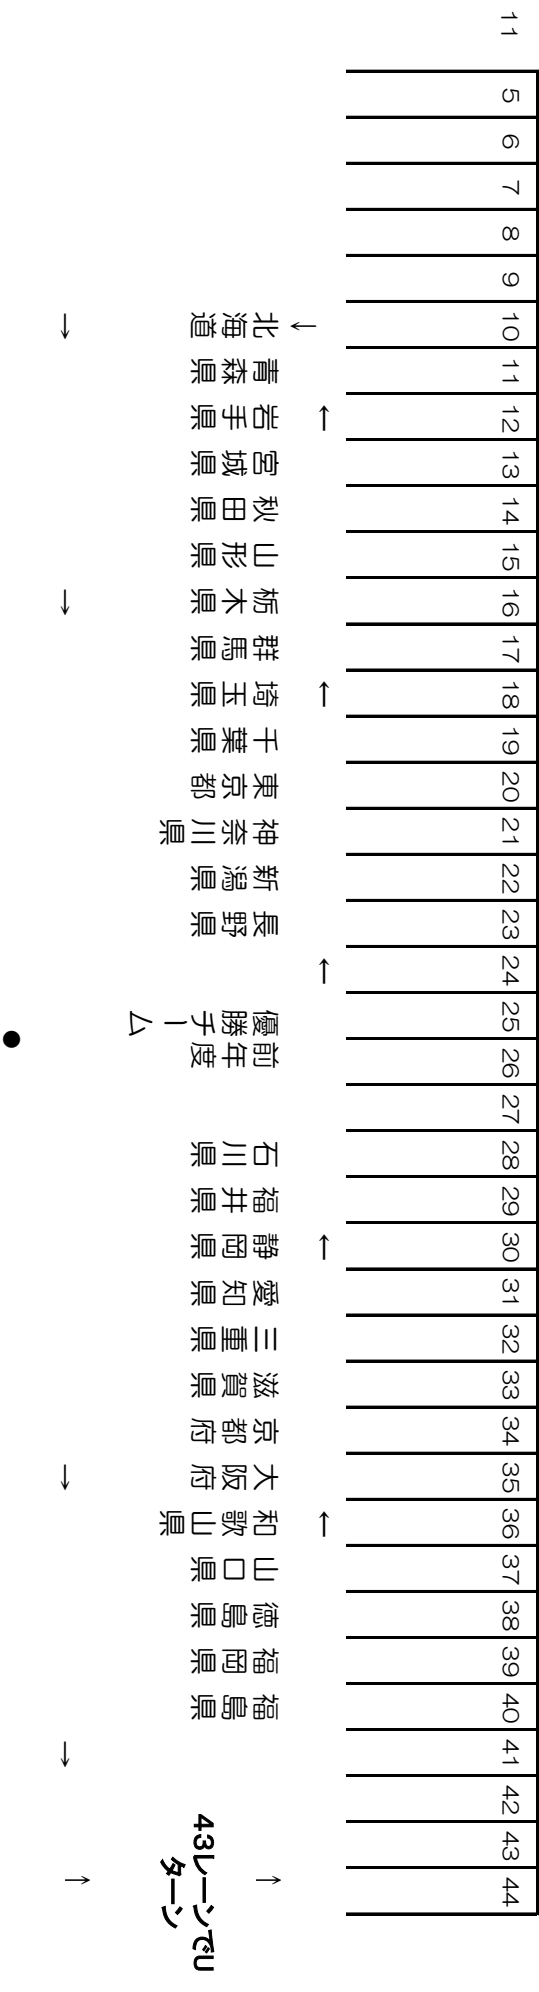 11 5 6 7 8 9 10 11 12 13 14 15 16 17 18 19 20 21 22 23 24 25 26 27 28 29 30 31 32 33 34 35 36 37 38 39 40 41 42 43 44
北海道
青森県
岩手県
宮城県
秋田県
山形県
栃木県
群馬県
埼玉県
千葉県
東京都
神奈川県
新潟県
長野県
前年度
優勝チーム
石川県
福井県
静岡県
愛知県
三重県
滋賀県
京都府
大阪府
和歌山県
山口県
徳島県
福岡県
福島県
43レーンでU
ターン